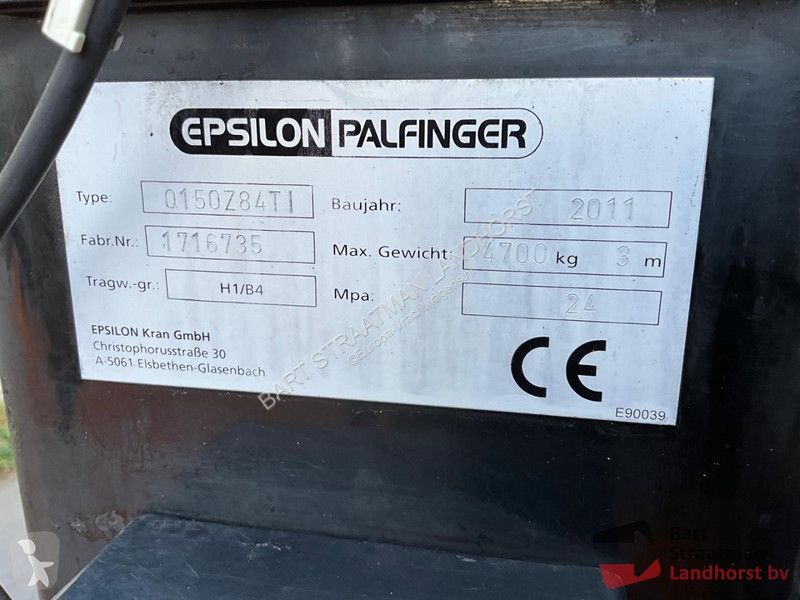 EPSILON PALFINGER
Type: Q150Z84TI Baujahr: 2011
Fabr.Nr.: 1716735 Max. Gewicht: 4700 kg 3 m
Tragw.-gr.: H1/B4 Mpa: 24
EPSILON Kran GmbH
Christophorusstraße 30
A-5061 Elsbethen-Glasenbach
CE
E90039
BART STRAATMAN LANDHORST
Bart
Straatman
Landhorst bv